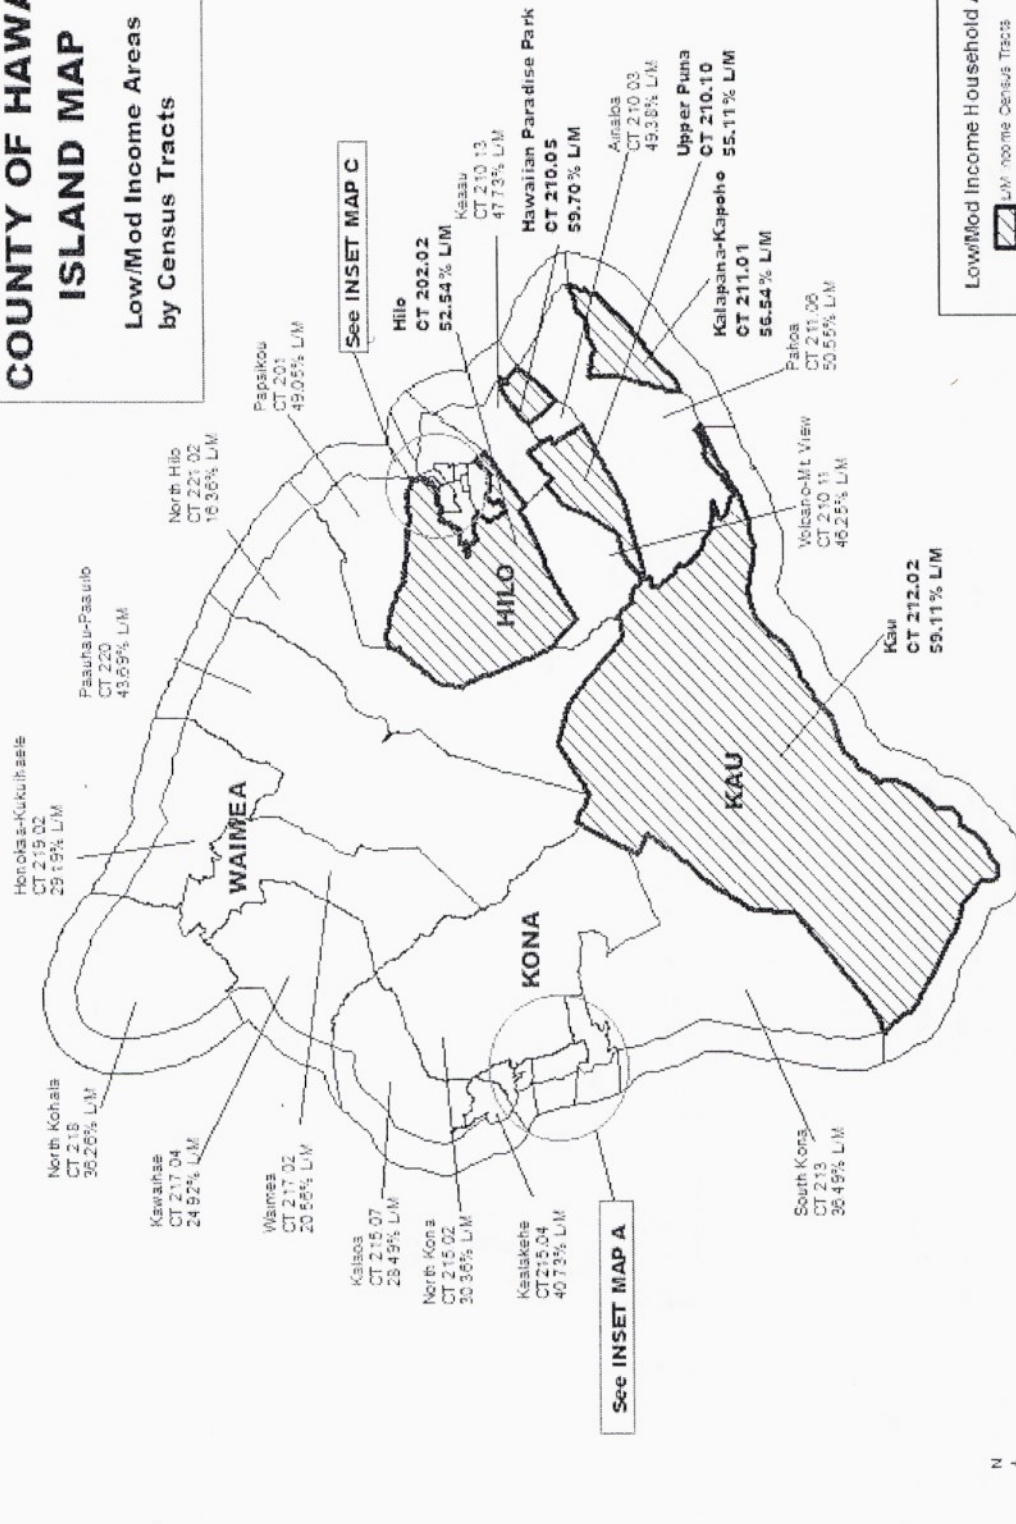 COUNTY OF HAWA
ISLAND MAP
Low/Mod Income Areas
by Census Tracts
North Kohala
CT 218
36.26% L/M
Kawaihae
CT 217 04
24.92% L/M
Waimea
CT 217 02
20.56% L/M
Kalaoa
CT 215 07
28.49% L/M
North Kona
CT 215 02
30.36% L/M
Kealakehe
CT215.04
40.73% L/M
See INSET MAP A
South Kona
CT 213
36.49% L/M
Honokaa-Kukuihaele
CT 219 02
29.19% L/M
Paauhau-Paauilo
CT 220
43.69% L/M
North Hilo
CT 221 02
16.36% L/M
Papaikou
CT 201
49.05% L/M
See INSET MAP C
Hilo
CT 202.02
52.54% L/M
Keaau
CT 210 13
47.73% L/M
Hawaiian Paradise Park
CT 210.05
59.70% L/M
Ainaloa
CT 210 03
49.38% L/M
Upper Puna
CT 210.10
55.11% L/M
Kalapana-Kapoho
CT 211.01
56.54% L/M
Pahoa
CT 211.06
50.55% L/M
Volcano-Mt. View
CT 210 11
46.25% L/M
Kau
CT 212.02
59.11% L/M
WAIMEA
HILO
KONA
KAU
Low/Mod Income Household
L/M Income Census Tracts
N